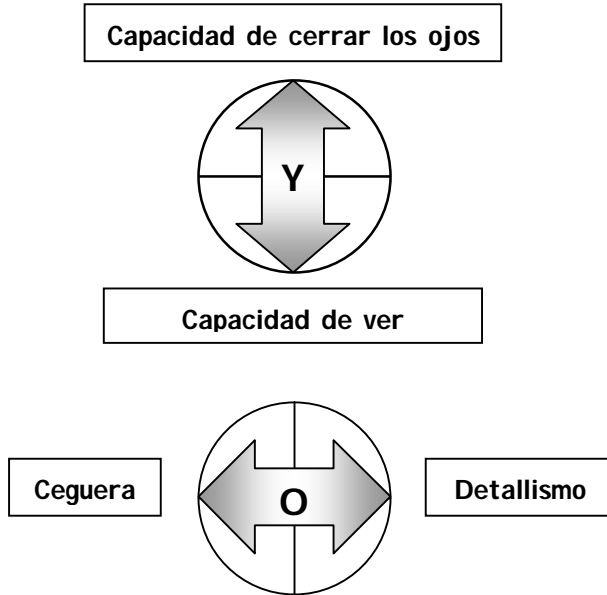 Capacidad de cerrar los ojos
Y
Capacidad de ver
Ceguera
O
Detallismo